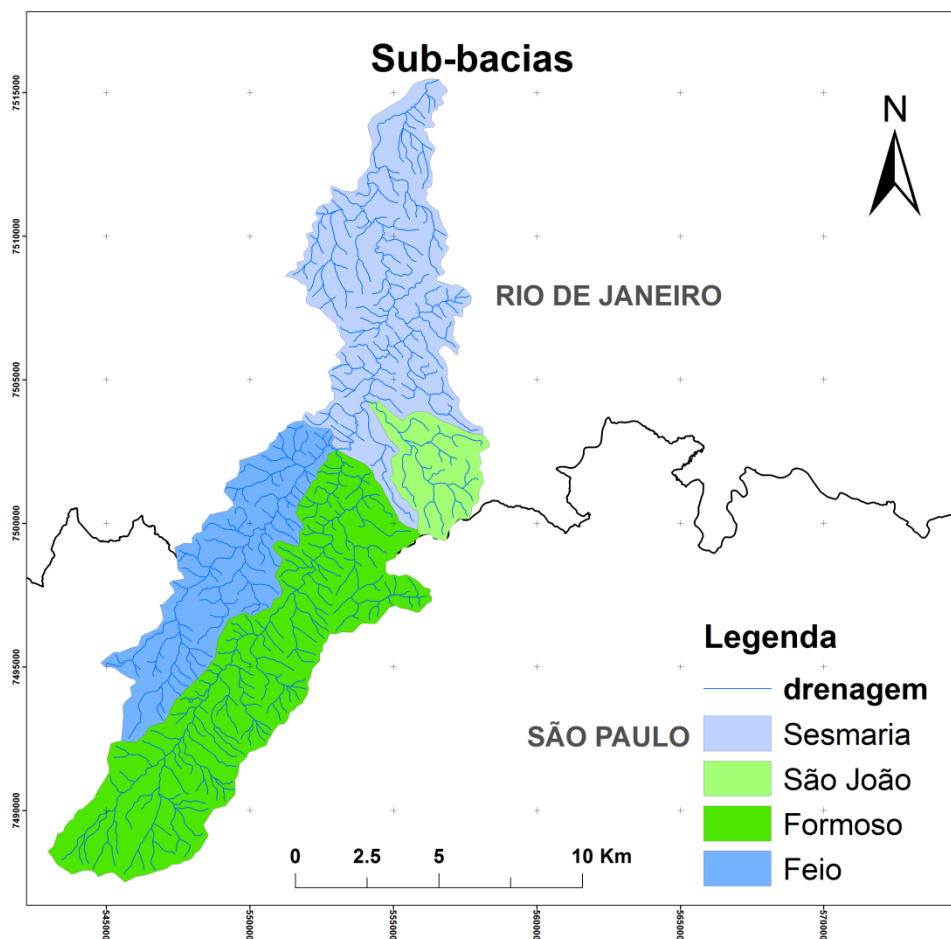 Sub-bacias
N
RIO DE JANEIRO
SÃO PAULO
Legenda
drenagem
Sesmaria
São João
Formoso
Feio
0 2.5 5 10 Km
7515000
7510000
7505000
7500000
7495000
7490000
545000
550000
555000
560000
565000
570000